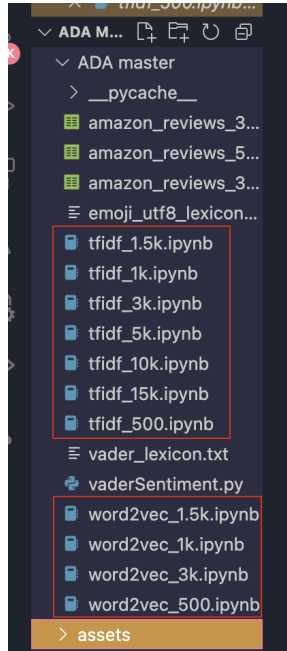 tfidf_500.ipynb...
ADA M...
ADA master
__pycache__
amazon_reviews_3...
amazon_reviews_5...
amazon_reviews_3...
emoji_utf8_lexicon...
tfidf_1.5k.ipynb
tfidf_1k.ipynb
tfidf_3k.ipynb
tfidf_5k.ipynb
tfidf_10k.ipynb
tfidf_15k.ipynb
tfidf_500.ipynb
vader_lexicon.txt
vaderSentiment.py
word2vec_1.5k.ipynb
word2vec_1k.ipynb
word2vec_3k.ipynb
word2vec_500.ipynb
assets